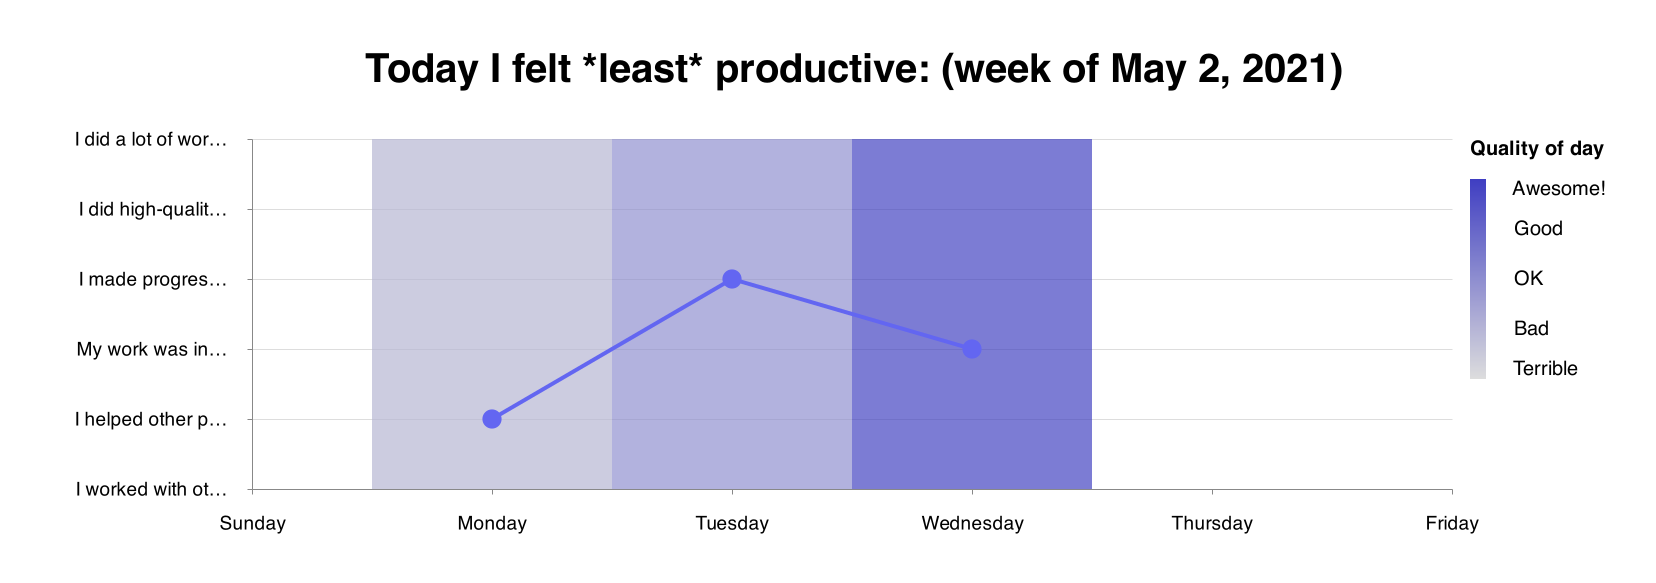 Today I felt *least* productive: (week of May 2, 2021)
I did a lot of wor…
I did high-qualit…
I made progres…
My work was in…
I helped other p…
I worked with ot…
Sunday
Monday
Tuesday
Wednesday
Thursday
Friday
Quality of day
Awesome!
Good
OK
Bad
Terrible